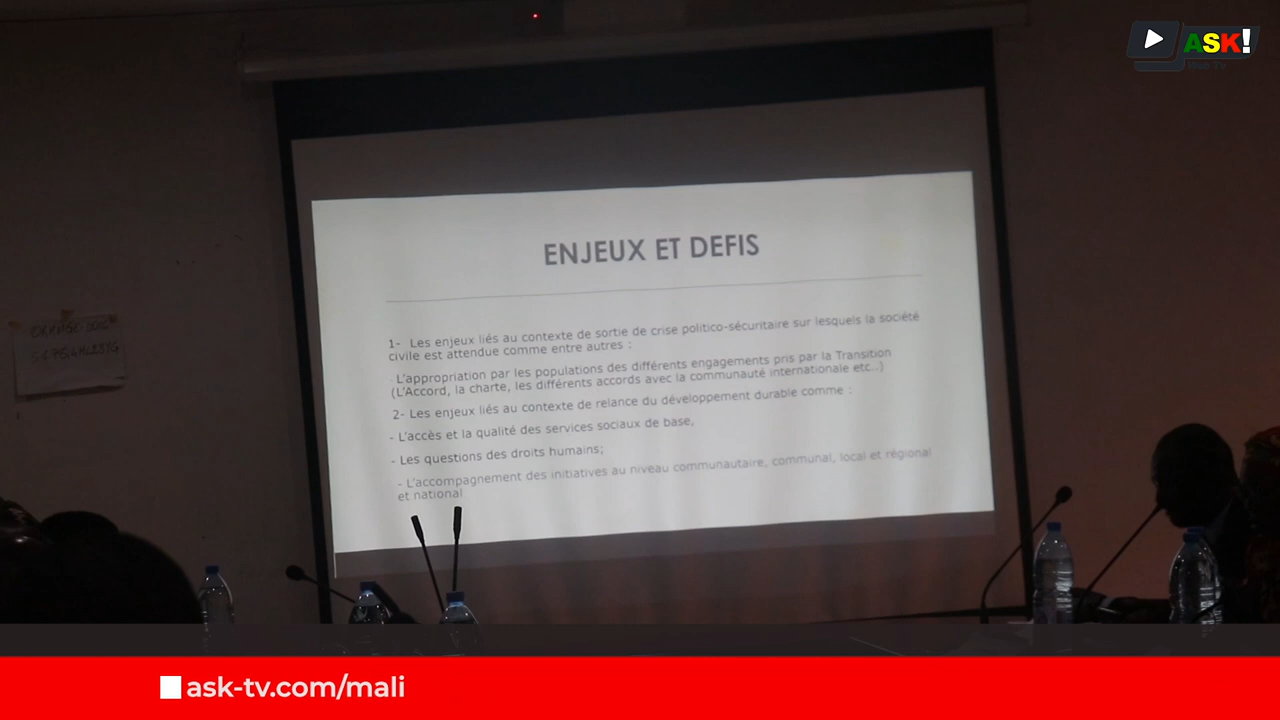 ASK!
Web TV
ENJEUX ET DEFIS
1- Les enjeux liés au contexte de sortie de crise politico-sécuritaire sur lesquels la société
civile est attendue comme entre autres :
L'appropriation par les populations des différents engagements pris par la Transition
(L'Accord, la charte, les différents accords avec la communauté internationale etc..)
2- Les enjeux liés au contexte de relance du développement durable comme :
- L'accès et la qualité des services sociaux de base,
- Les questions des droits humains;
- L'accompagnement des initiatives au niveau communautaire, communal, local et régional
et national
ask-tv.com/mali